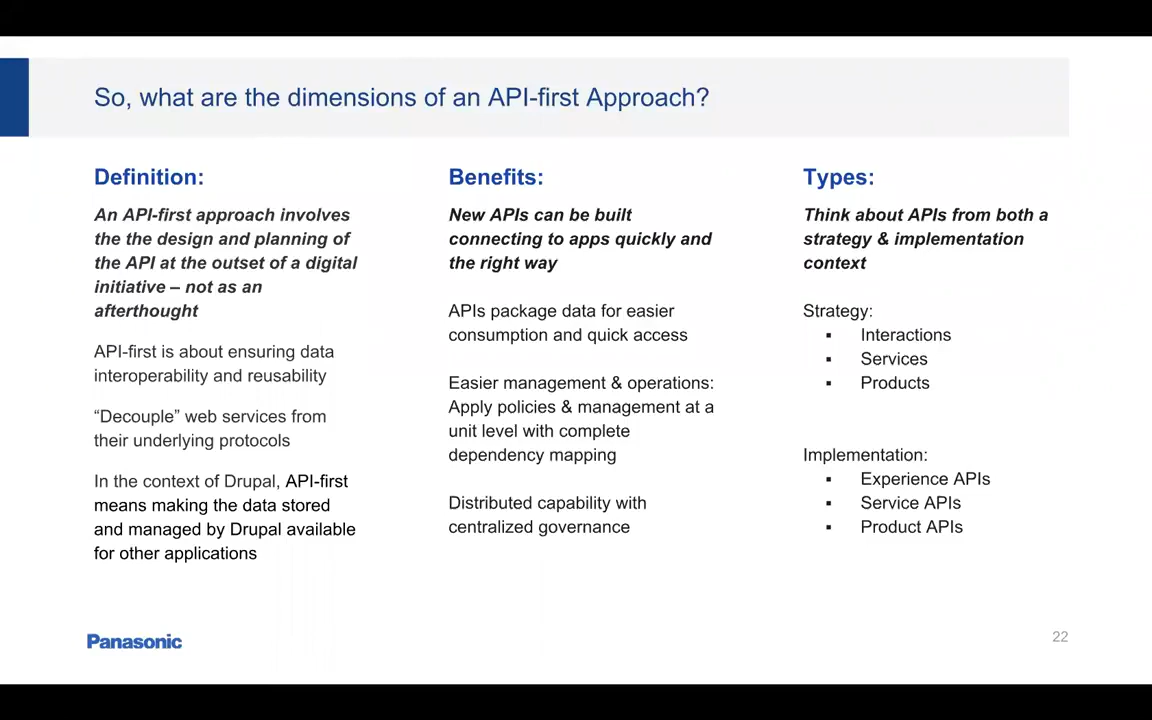 So, what are the dimensions of an API-first Approach?
Definition:
An API-first approach involves
the the design and planning of
the API at the outset of a digital
initiative – not as an
afterthought
API-first is about ensuring data
interoperability and reusability
“Decouple” web services from
their underlying protocols
In the context of Drupal, API-first
means making the data stored
and managed by Drupal available
for other applications
Benefits:
New APIs can be built
connecting to apps quickly and
the right way
APIs package data for easier
consumption and quick access
Easier management & operations:
Apply policies & management at a
unit level with complete
dependency mapping
Distributed capability with
centralized governance
Types:
Think about APIs from both a
strategy & implementation
context
Strategy:
▪ Interactions
▪ Services
▪ Products
Implementation:
▪ Experience APIs
▪ Service APIs
▪ Product APIs
Panasonic
22